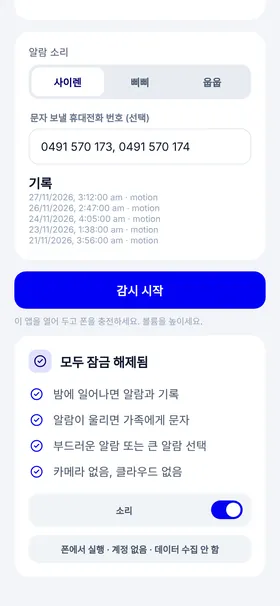 알람 소리
사이렌
삐삐
웁웁
문자 보낼 휴대전화 번호 (선택)
0491 570 173, 0491 570 174
기록
27/11/2026, 3:12:00 am · motion
26/11/2026, 2:47:00 am · motion
24/11/2026, 4:05:00 am · motion
23/11/2026, 1:38:00 am · motion
21/11/2026, 3:56:00 am · motion
감시 시작
이 앱을 열어 두고 폰을 충전하세요. 볼륨을 높이세요.
모두 잠금 해제됨
밤에 일어나면 알람과 기록
알람이 울리면 가족에게 문자
부드러운 알람 또는 큰 알람 선택
카메라 없음, 클라우드 없음
소리
폰에서 실행 · 계정 없음 · 데이터 수집 안 함